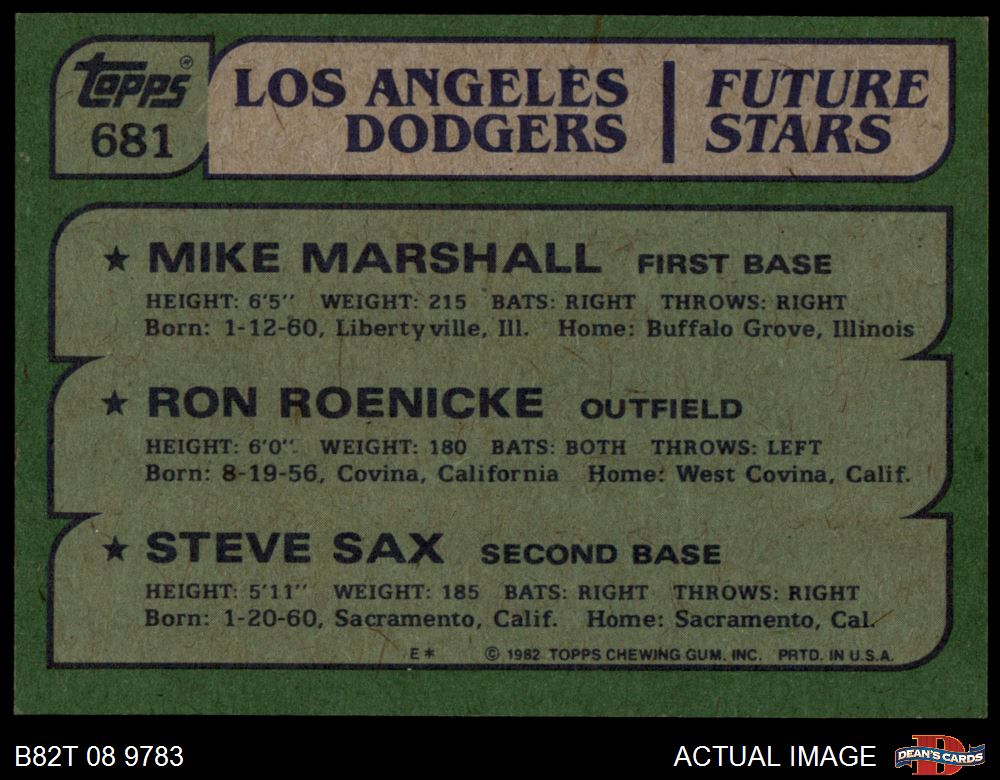 Topps® LOS ANGELES | FUTURE
681 DODGERS | STARS
★ MIKE MARSHALL FIRST BASE
HEIGHT: 6'5" WEIGHT: 215 BATS: RIGHT THROWS: RIGHT
Born: 1-12-60, Libertyville, Ill. Home: Buffalo Grove, Illinois
★ RON ROENICKE OUTFIELD
HEIGHT: 6'0" WEIGHT: 180 BATS: BOTH THROWS: LEFT
Born: 8-19-56, Covina, California Home: West Covina, Calif.
★ STEVE SAX SECOND BASE
HEIGHT: 5'11" WEIGHT: 185 BATS: RIGHT THROWS: RIGHT
Born: 1-20-60, Sacramento, Calif. Home: Sacramento, Cal.
E* © 1982 TOPPS CHEWING GUM, INC. PRTD. IN U.S.A.
B82T 08 9783 ACTUAL IMAGE DEAN'S CARDS